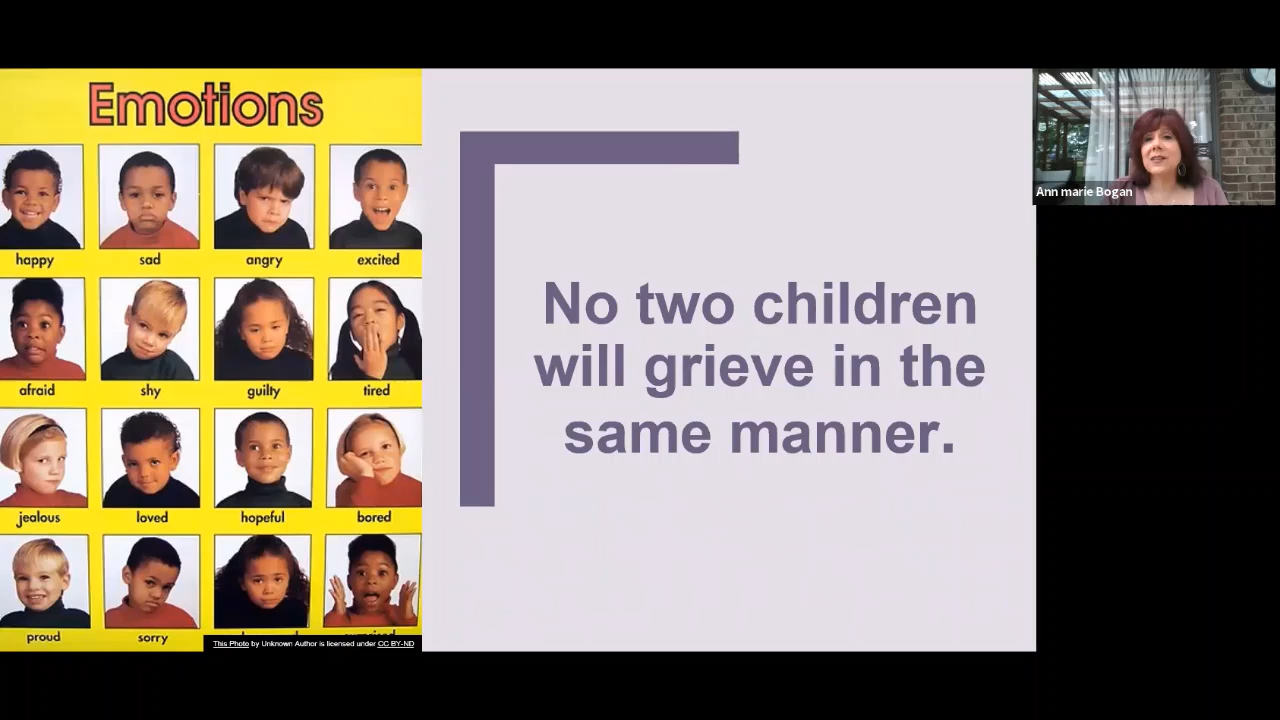 Emotions
happy sad angry excited
afraid shy guilty tired
jealous loved hopeful bored
proud sorry
This Photo by Unknown Author is licensed under CC BY-ND
No two children
will grieve in the
same manner.
Ann marie Bogan